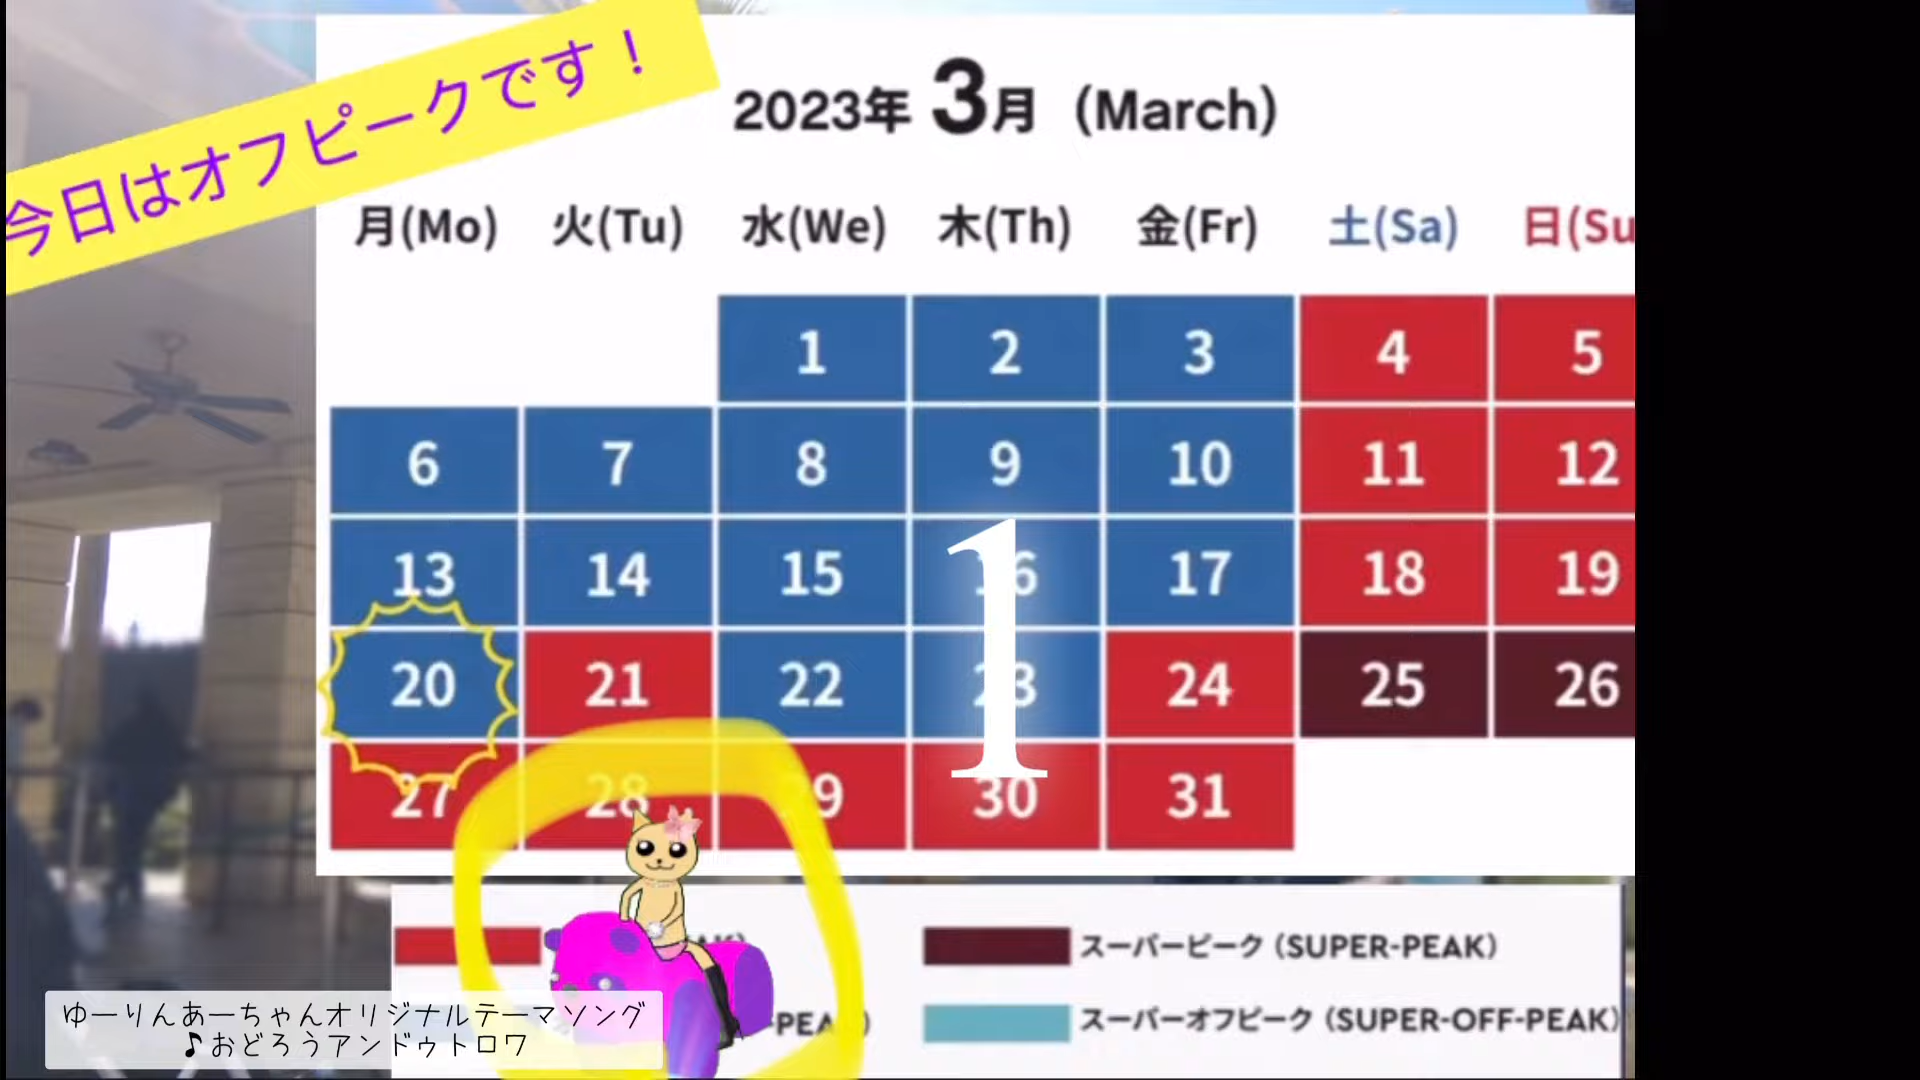 今日はオフピークです!
2023年 3月 (March)
月(Mo) 火(Tu) 水(We) 木(Th) 金(Fr) 土(Sa) 日(Su
1 2 3 4 5
6 7 8 9 10 11 12
13 14 15 16 17 18 19
20 21 22 23 24 25 26
27 28 29 30 31
1
スーパーピーク (SUPER-PEAK)
スーパーオフピーク (SUPER-OFF-PEAK)
ゆーりんあーちゃんオリジナルテーマソング
♪おどろうアンドゥトロワ